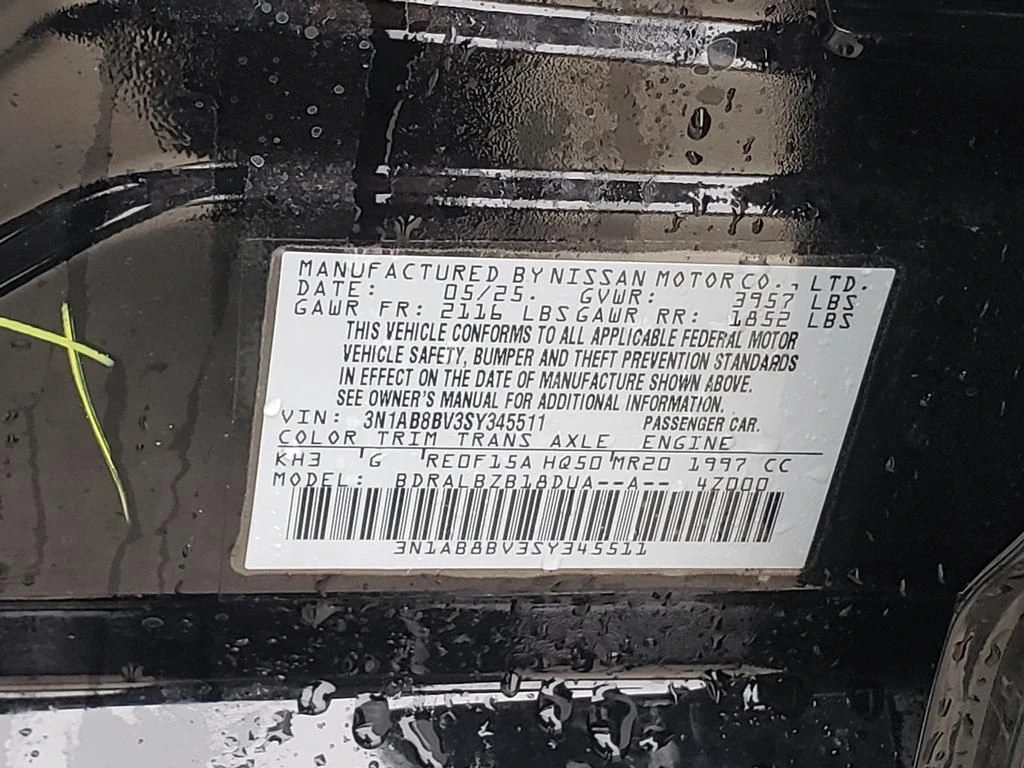 MANUFACTURED BY NISSAN MOTOR CO., LTD.
DATE: 05/25. GVWR: 3957 LBS
GAWR FR: 2116 LBS GAWR RR: 1852 LBS
THIS VEHICLE CONFORMS TO ALL APPLICABLE FEDERAL MOTOR
VEHICLE SAFETY, BUMPER AND THEFT PREVENTION STANDARDS
IN EFFECT ON THE DATE OF MANUFACTURE SHOWN ABOVE.
SEE OWNER'S MANUAL FOR ADDITIONAL INFORMATION.
VIN: 3N1AB8BV3SY345511 PASSENGER CAR.
COLOR TRIM TRANS AXLE ENGINE
KH3 G RE0F15A HQ50 MR20 1997 CC
MODEL: BDRALBZB18DUA--A-- 47000
3N1AB8BV3SY345511